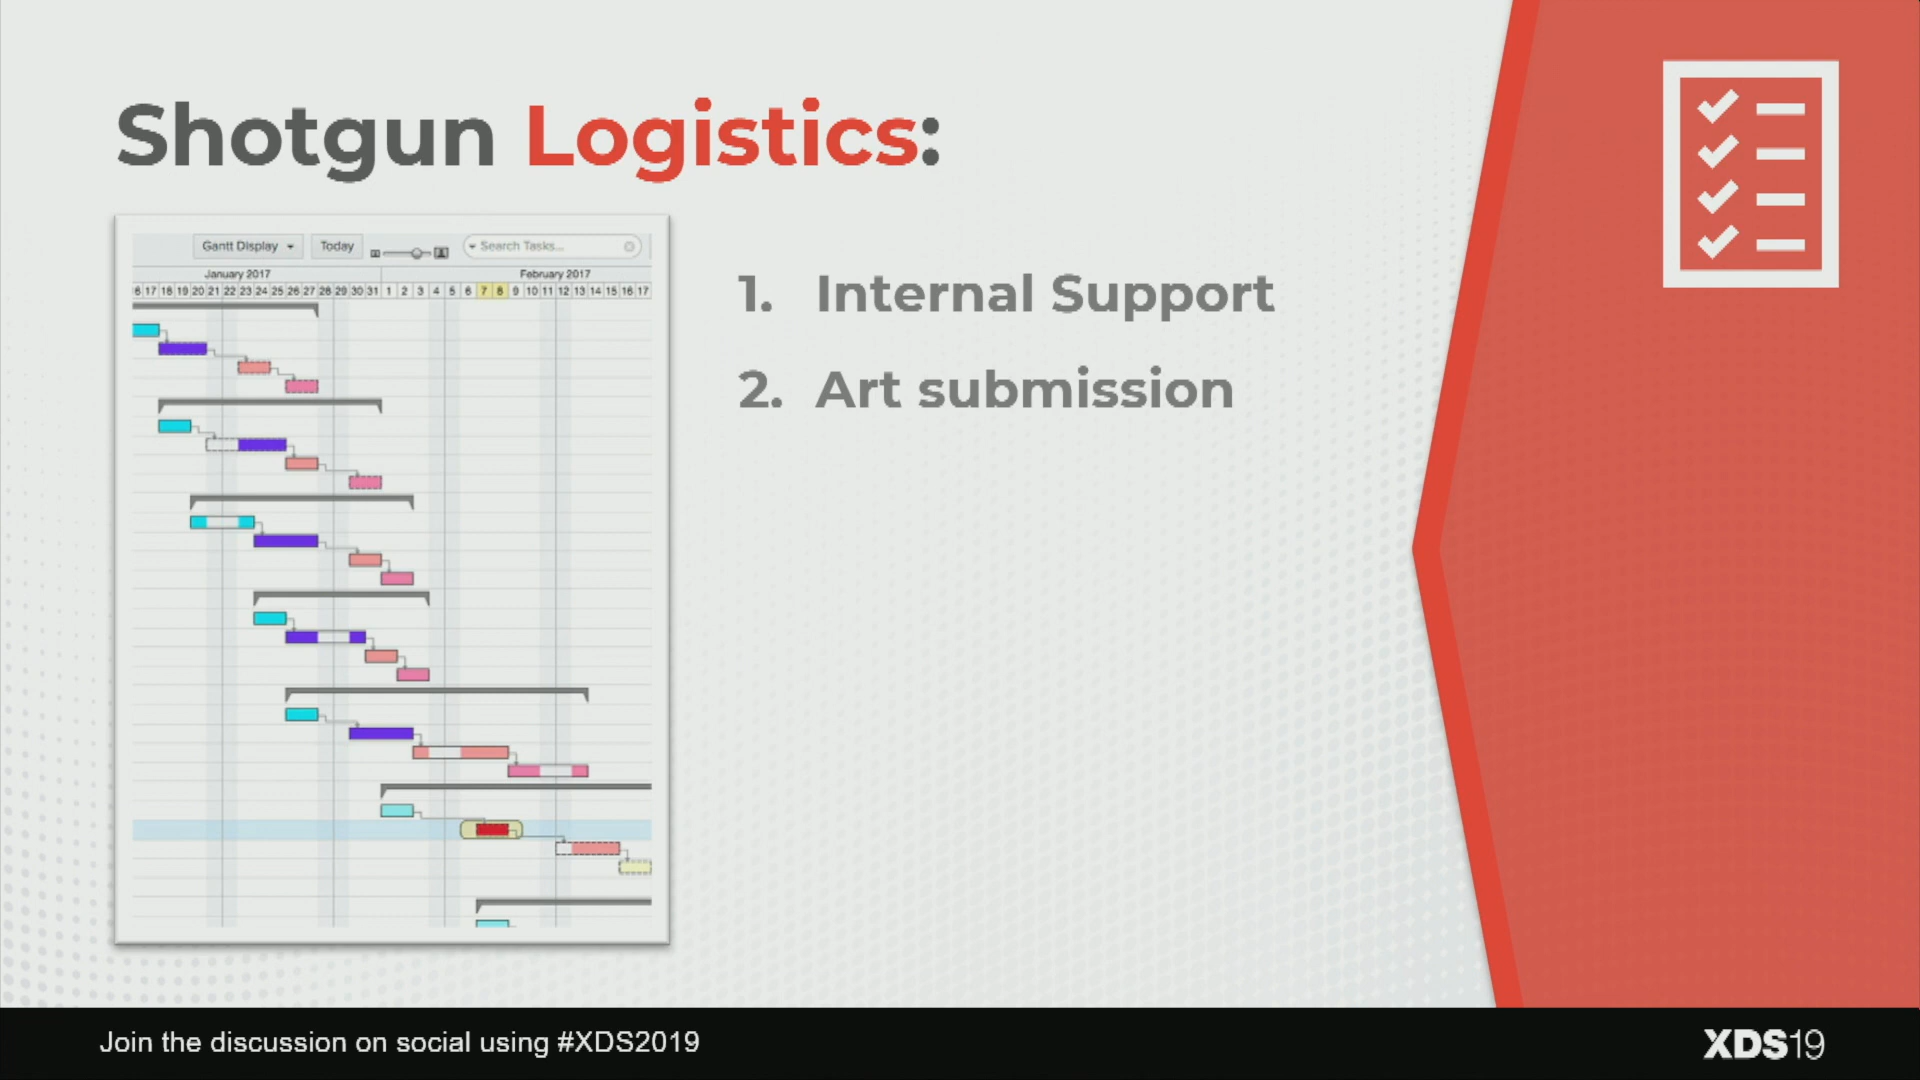 Shotgun Logistics:
Gantt Display
Today
Search Tasks...
January 2017
February 2017
6 17 18 19 20 21 22 23 24 25 26 27 28 29 30 31 1 2 3 4 5 6 7 8 9 10 11 12 13 14 15 16 17
1. Internal Support
2. Art submission
Join the discussion on social using #XDS2019
XDS19